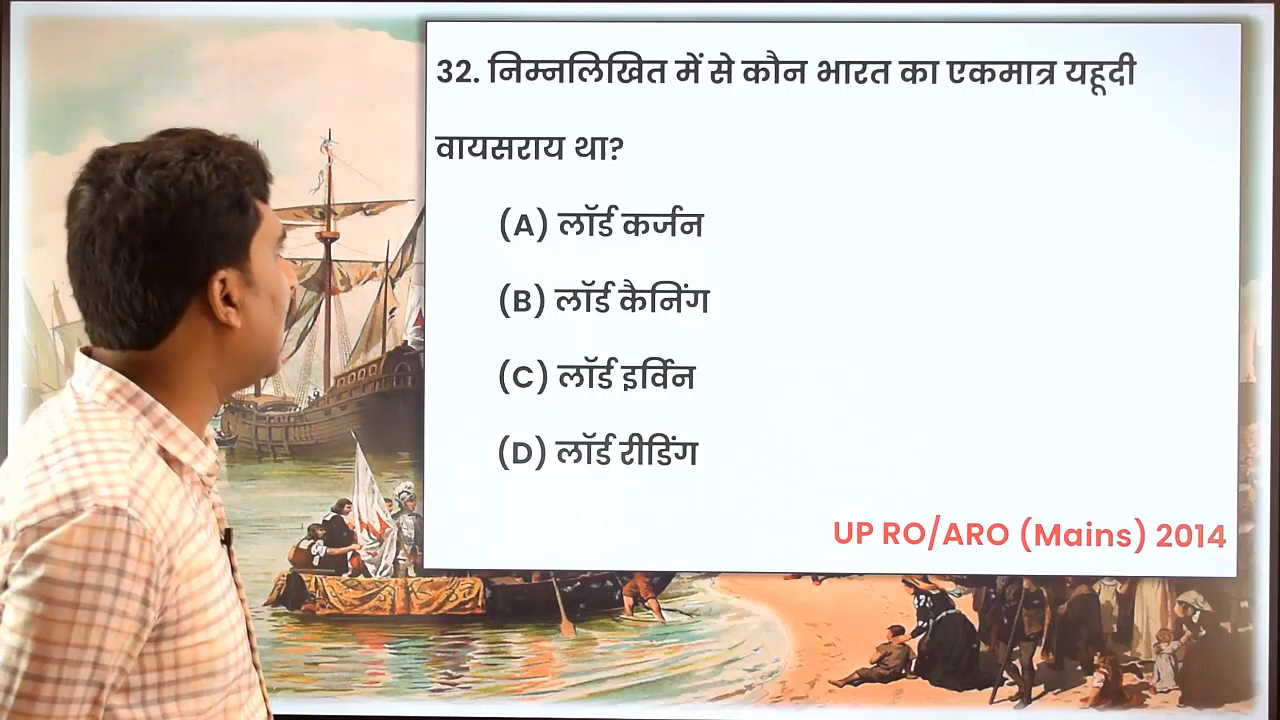 32. निम्नलिखित में से कौन भारत का एकमात्र यहूदी
वायसराय था?
(A) लॉर्ड कर्जन
(B) लॉर्ड कैनिंग
(C) लॉर्ड इर्विन
(D) लॉर्ड रीडिंग
UP RO/ARO (Mains) 2014